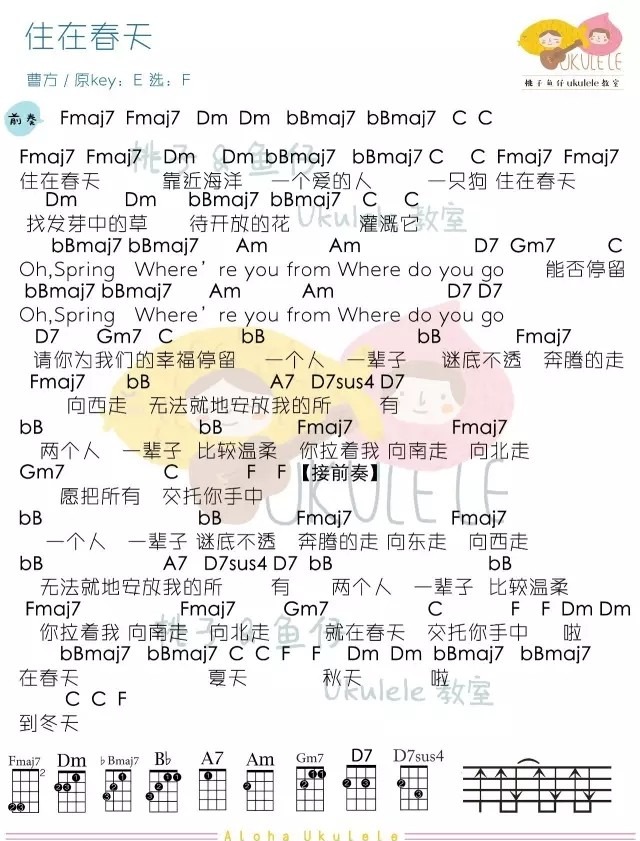 住在春天
UKULELE
桃子鱼仔ukulele教室
曹方 / 原key：E 选：F
前奏 Fmaj7 Fmaj7 Dm Dm bBmaj7 bBmaj7 C C
Fmaj7 Fmaj7 Dm Dm bBmaj7 bBmaj7 C C Fmaj7 Fmaj7
住在春天 靠近海洋 一个爱的人 一只狗 住在春天
Dm Dm bBmaj7 bBmaj7 C C
找发芽中的草 待开放的花 灌溉它
bBmaj7 bBmaj7 Am Am D7 Gm7 C
Oh,Spring Where're you from Where do you go 能否停留
bBmaj7 bBmaj7 Am Am D7 D7
Oh,Spring Where're you from Where do you go
D7 Gm7 C bB bB Fmaj7
请你为我们的幸福停留 一个人 一辈子 谜底不透 奔腾的走
Fmaj7 bB A7 D7sus4 D7
向西走 无法就地安放我的所 有
bB bB Fmaj7 Fmaj7
两个人 一辈子 比较温柔 你拉着我 向南走 向北走
Gm7 C F F 【接前奏】
愿把所有 交托你手中
bB bB Fmaj7 Fmaj7
一个人 一辈子 谜底不透 奔腾的走 向东走 向西走
bB A7 D7sus4 D7 bB bB
无法就地安放我的所 有 两个人 一辈子 比较温柔
Fmaj7 Fmaj7 Gm7 C F F Dm Dm
你拉着我 向南走 向北走 就在春天 交托你手中 啦
bBmaj7 bBmaj7 C C F F Dm Dm bBmaj7 bBmaj7
在春天 夏天 秋天 啦
C C F
到冬天
桃子&鱼仔
Ukulele 教室
UKULELE
桃子&鱼仔
Ukulele 教室
Fmaj7 Dm ♭Bmaj7 B♭ A7 Am Gm7 D7 D7sus4
Aloha Ukulele